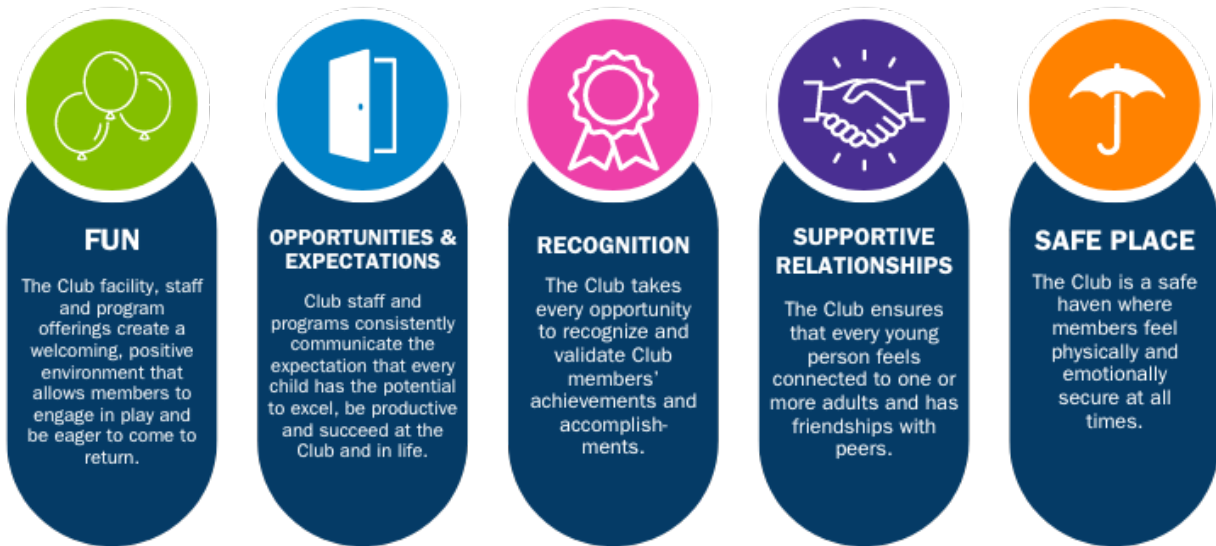 FUN
The Club facility, staff
and program
offerings create a
welcoming, positive
environment that
allows members to
engage in play and
be eager to come to
return.
OPPORTUNITIES &
EXPECTATIONS
Club staff and
programs consistently
communicate the
expectation that every
child has the potential
to excel, be productive
and succeed at the
Club and in life.
RECOGNITION
The Club takes
every opportunity
to recognize and
validate Club
members'
achievements and
accomplish-
ments.
SUPPORTIVE
RELATIONSHIPS
The Club ensures
that every young
person feels
connected to one or
more adults and has
friendships with
peers.
SAFE PLACE
The Club is a safe
haven where
members feel
physically and
emotionally
secure at all
times.